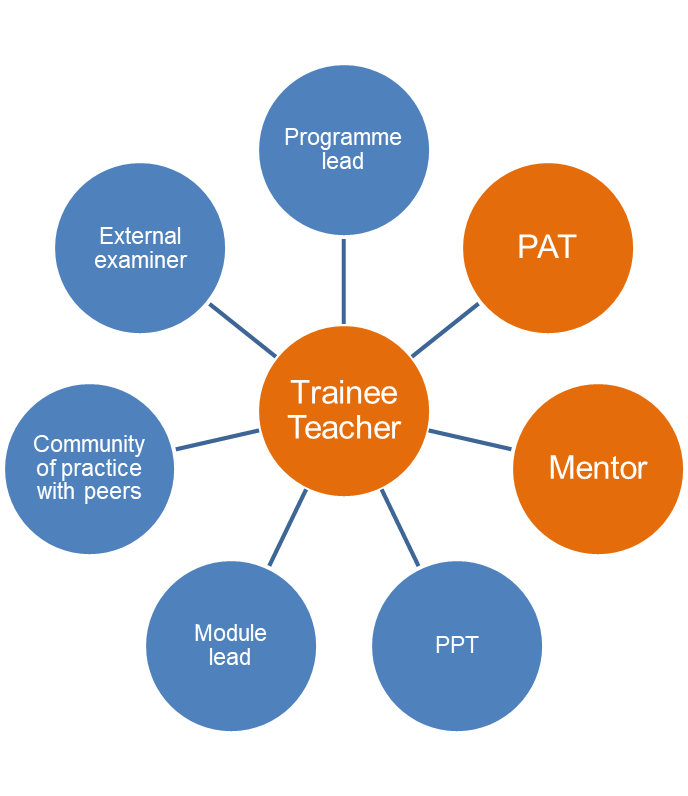 Programme
lead
PAT
Mentor
PPT
Module
lead
Community
of practice
with peers
External
examiner
Trainee
Teacher